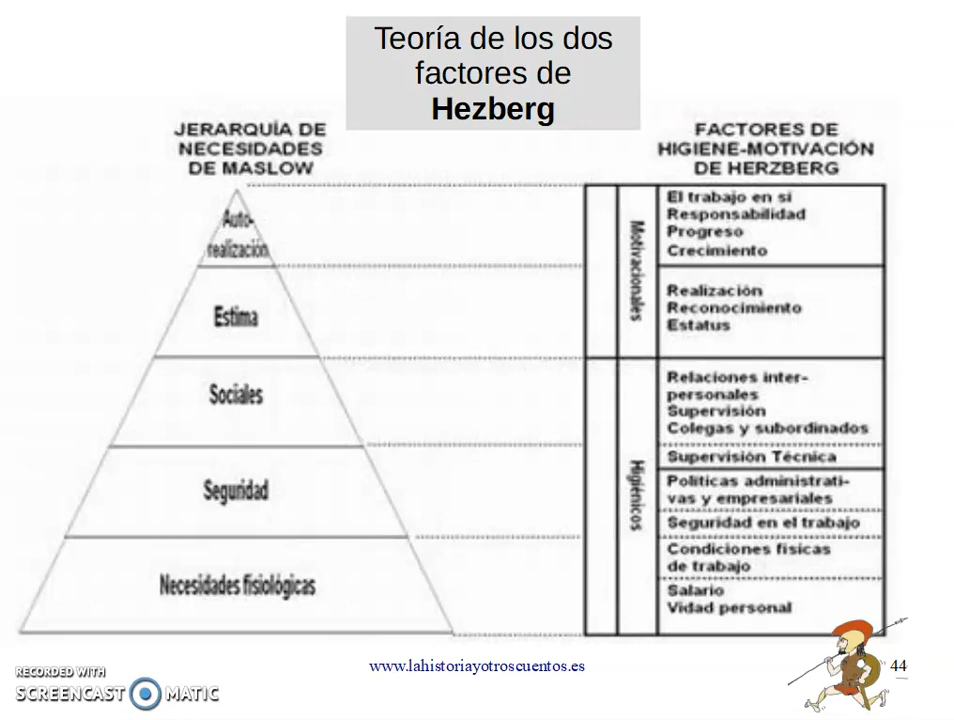 Teoría de los dos
factores de
Hezberg
JERARQUÍA DE
NECESIDADES
DE MASLOW
Auto-
realización
Estima
Sociales
Seguridad
Necesidades fisiológicas
FACTORES DE
HIGIENE-MOTIVACIÓN
DE HERZBERG
Motivacionales
El trabajo en sí
Responsabilidad
Progreso
Crecimiento
Realización
Reconocimiento
Estatus
Higiénicos
Relaciones inter-
personales
Supervisión
Colegas y subordinados
Supervisión Técnica
Políticas administrati-
vas y empresariales
Seguridad en el trabajo
Condiciones físicas
de trabajo
Salario
Vidad personal
RECORDED WITH
SCREENCAST MATIC
www.lahistoriayotroscuentos.es
44